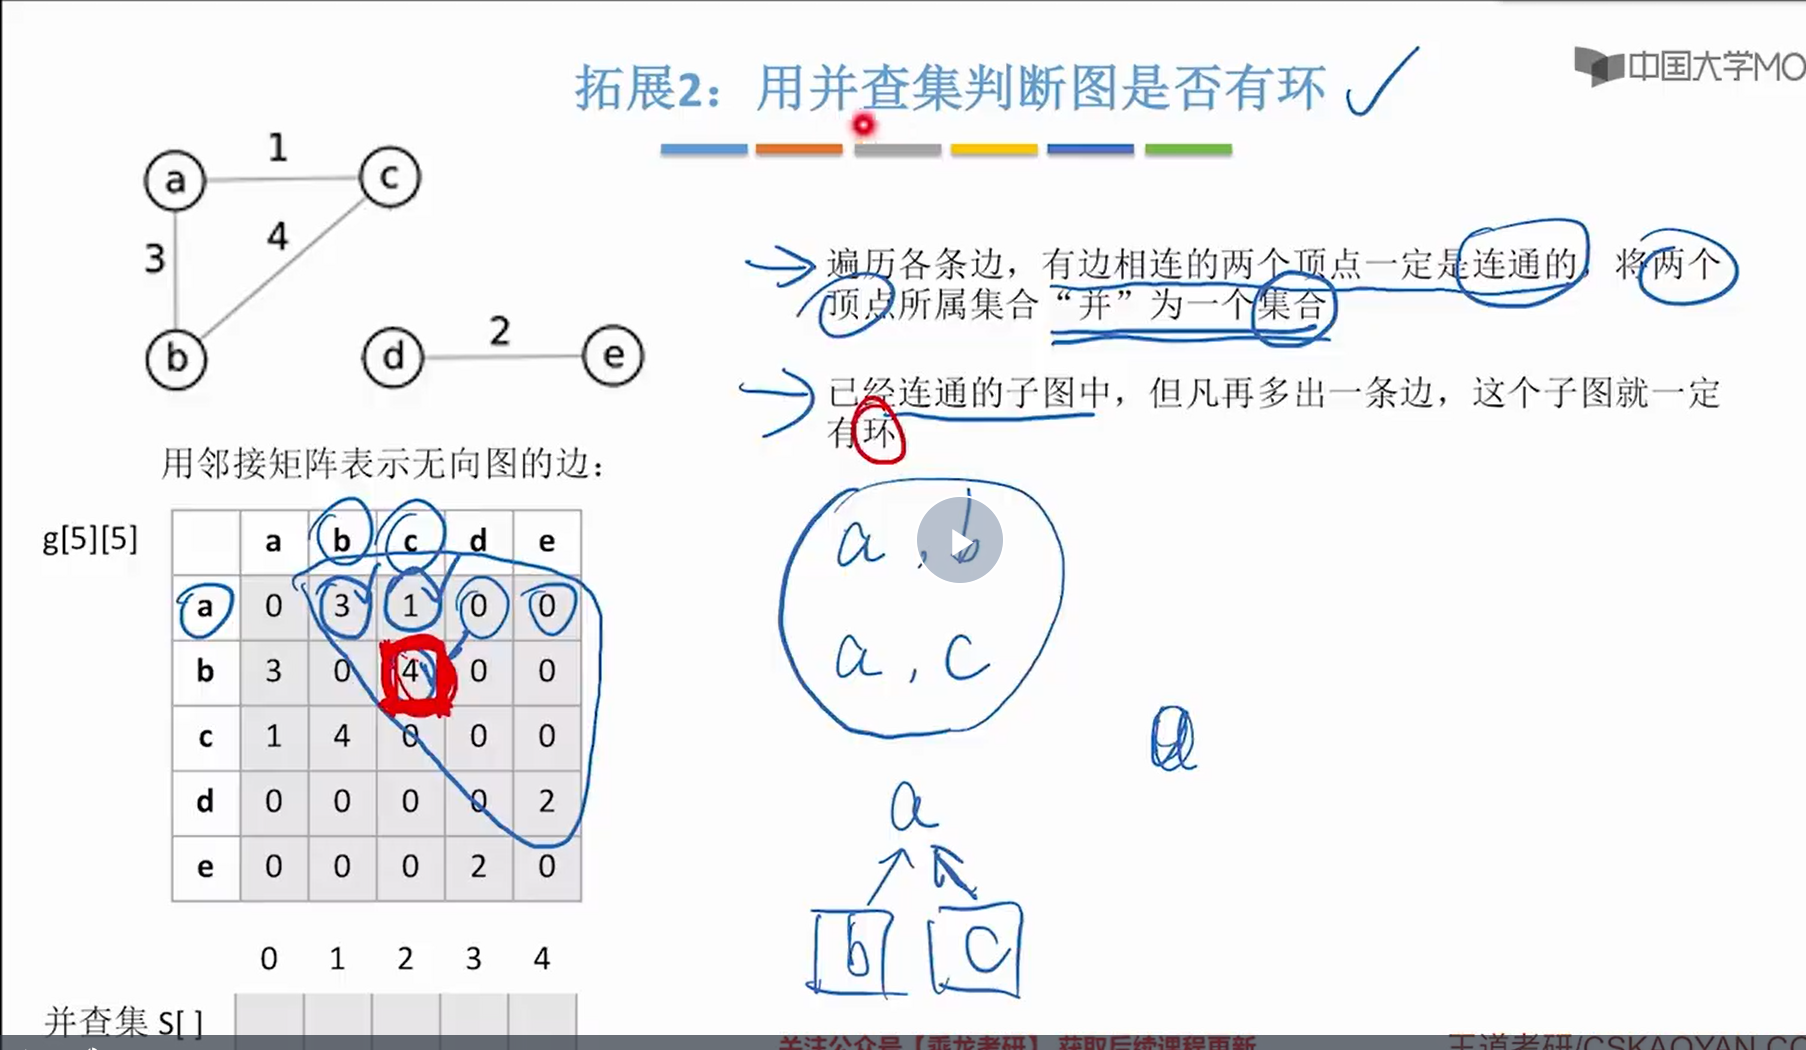 中国大学MO
拓展2：用并查集判断图是否有环
1
a
c
4
3
b
d
2
e
遍历各条边，有边相连的两个顶点一定是连通的，将两个
顶点所属集合“并”为一个集合
已经连通的子图中，但凡再多出一条边，这个子图就一定
有环
用邻接矩阵表示无向图的边：
g[5][5]
a b c d e
a 0 3 1 0 0
b 3 0 4 0 0
c 1 4 0 0 0
d 0 0 0 0 2
e 0 0 0 2 0
a , b
a , c
a
b c
0 1 2 3 4
并查集 S[ ]
关注公众号【乘龙考研】获取后续课程更新
王道考研/CSKAOYAN.CO